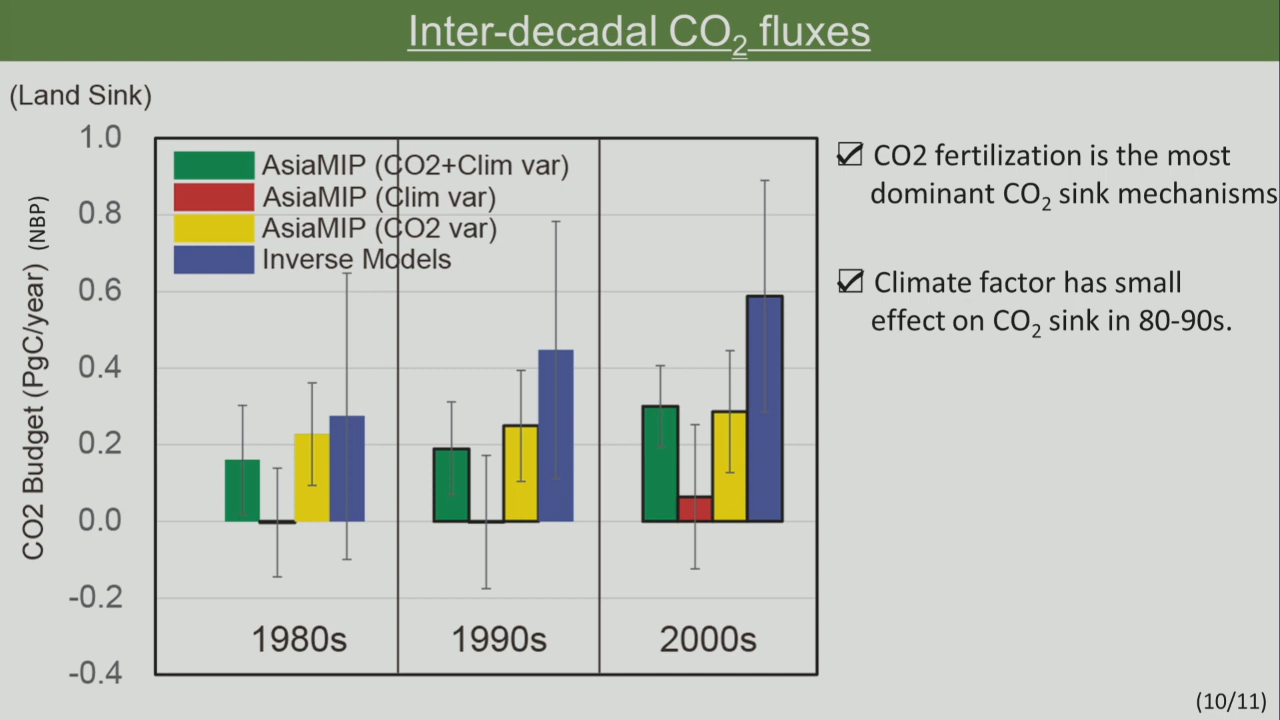 Inter-decadal CO₂ fluxes
(Land Sink)
CO2 Budget (PgC/year) (NBP)
1.0
0.8
0.6
0.4
0.2
0.0
-0.2
-0.4
AsiaMIP (CO2+Clim var)
AsiaMIP (Clim var)
AsiaMIP (CO2 var)
Inverse Models
1980s
1990s
2000s
☑ CO2 fertilization is the most
dominant CO₂ sink mechanisms
☑ Climate factor has small
effect on CO₂ sink in 80-90s.
(10/11)